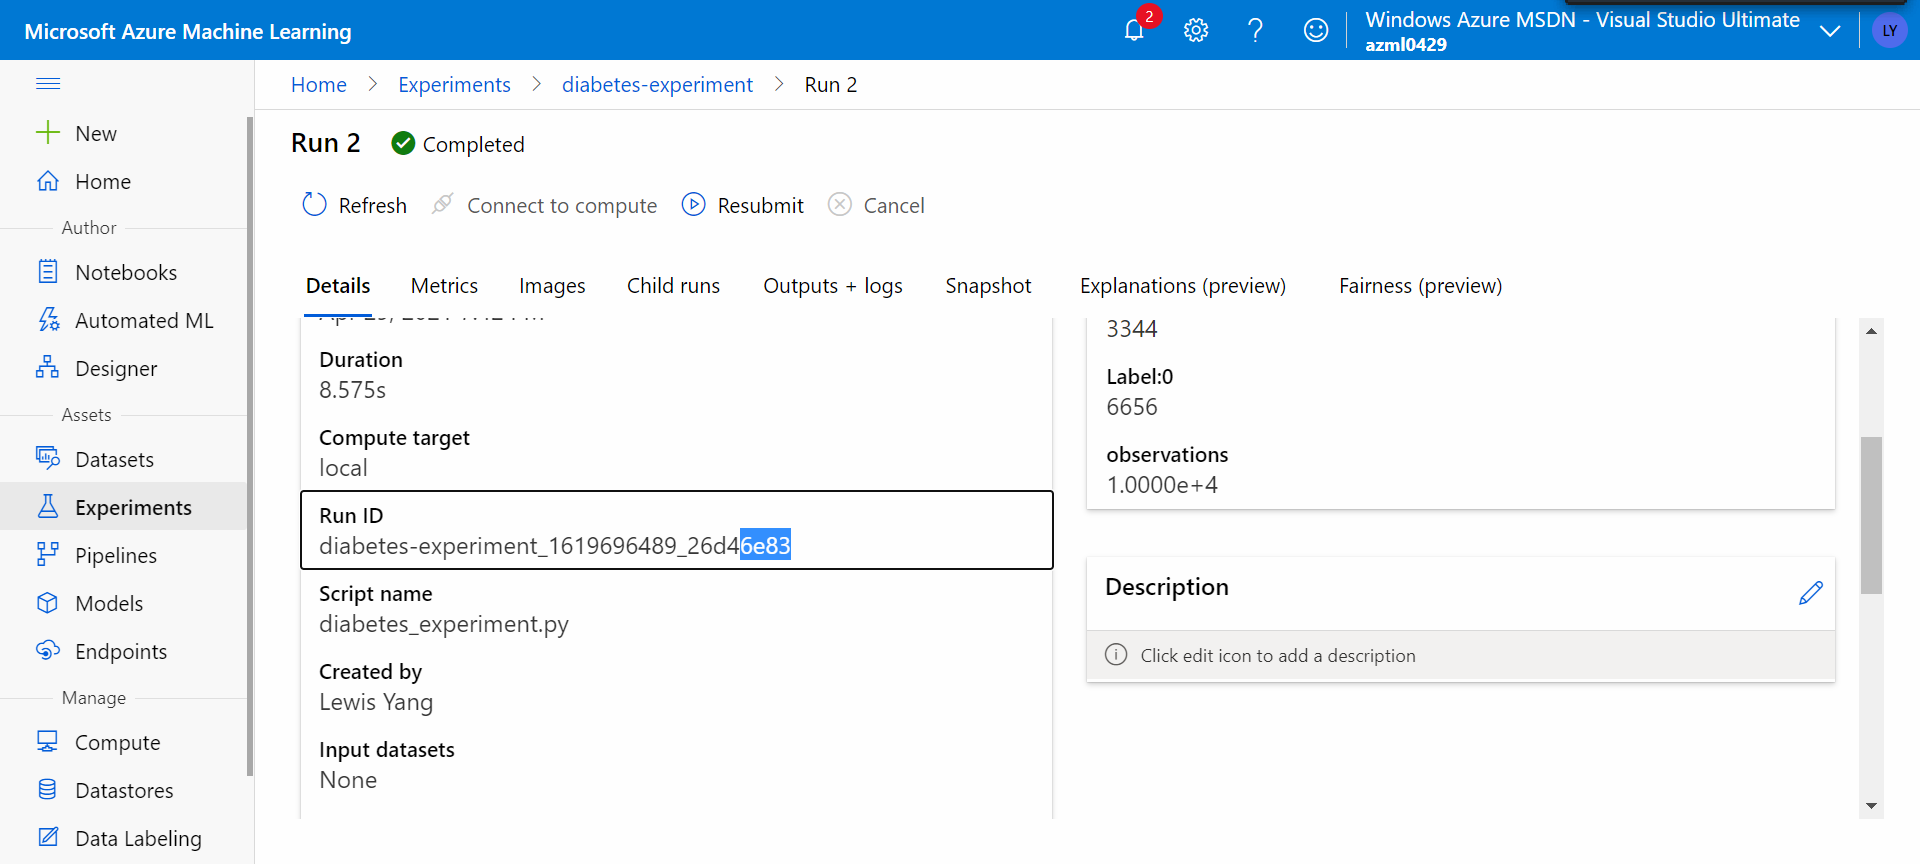 Microsoft Azure Machine Learning
2
Windows Azure MSDN - Visual Studio Ultimate
azml0429
LY
New
Home
Author
Notebooks
Automated ML
Designer
Assets
Datasets
Experiments
Pipelines
Models
Endpoints
Manage
Compute
Datastores
Data Labeling
Home > Experiments > diabetes-experiment > Run 2
Run 2 Completed
Refresh Connect to compute Resubmit Cancel
Details Metrics Images Child runs Outputs + logs Snapshot Explanations (preview) Fairness (preview)
Duration
8.575s
Compute target
local
Run ID
diabetes-experiment_1619696489_26d46e83
Script name
diabetes_experiment.py
Created by
Lewis Yang
Input datasets
None
3344
Label:0
6656
observations
1.0000e+4
Description
Click edit icon to add a description